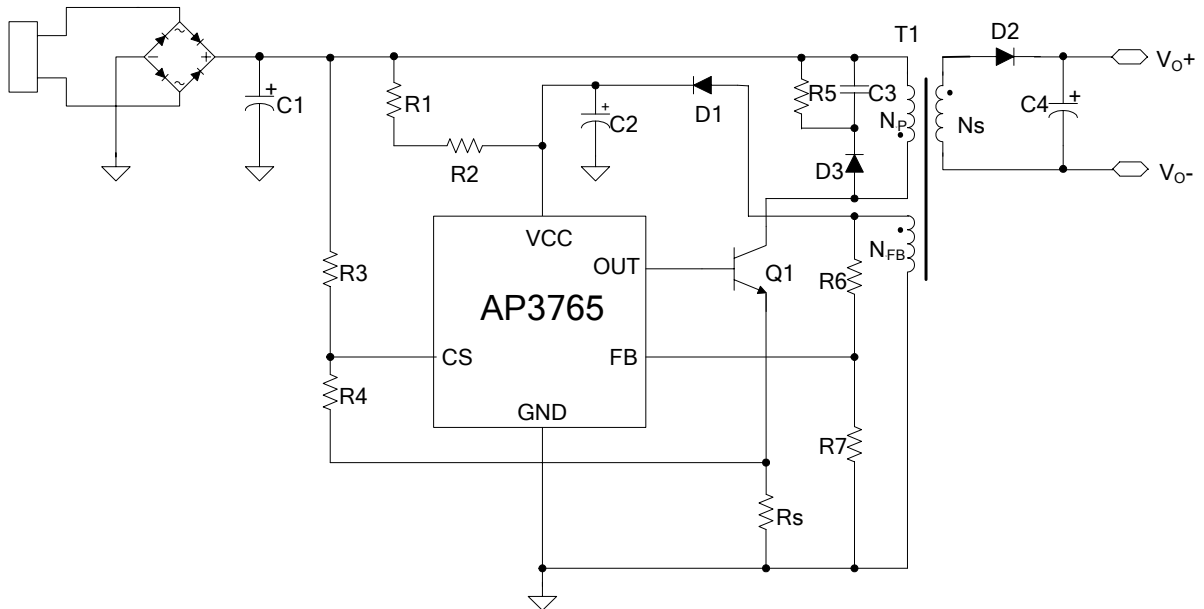 T1
D2
VO+
R1
C1
+
+
C2
D1
R5
C3
NP
Ns
C4
+
R2
D3
VO-
VCC
NFB
OUT
Q1
R6
R3
AP3765
CS
FB
R4
GND
R7
Rs
~
-
+
~